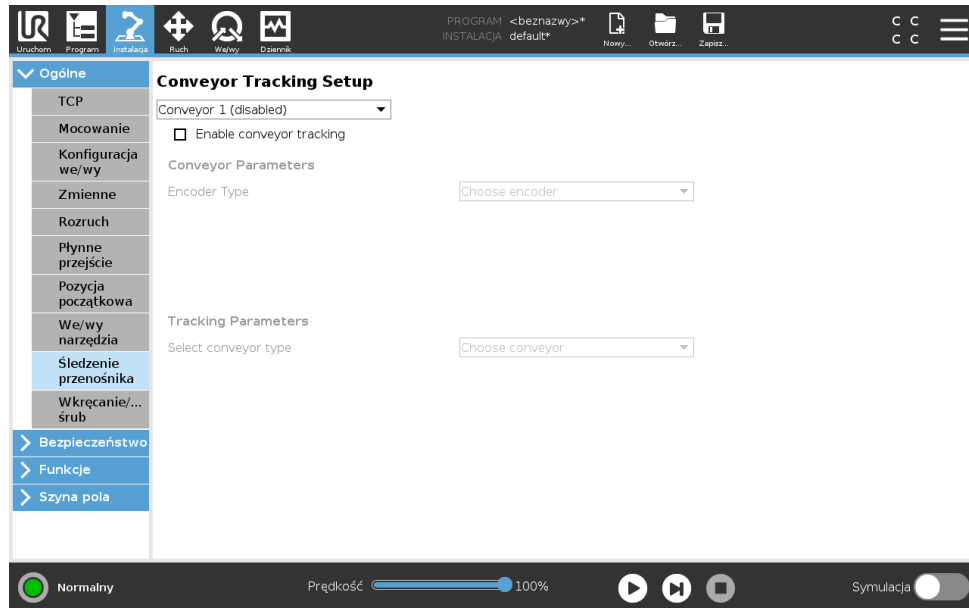 PROGRAM <beznazwy>*
INSTALACJA default*
C C
C C
Uruchom Program Instalacja Ruch We/wy Dziennik Nowy... Otwórz... Zapisz...
Ogólne
TCP
Mocowanie
Konfiguracja
we/wy
Zmienne
Rozruch
Płynne
przejście
Pozycja
początkowa
We/wy
narzędzia
Śledzenie
przenośnika
Wkręcanie/...
śrub
Bezpieczeństwo
Funkcje
Szyna pola
Conveyor Tracking Setup
Conveyor 1 (disabled)
Enable conveyor tracking
Conveyor Parameters
Encoder Type Choose encoder
Tracking Parameters
Select conveyor type Choose conveyor
Normalny Prędkość 100% Symulacja